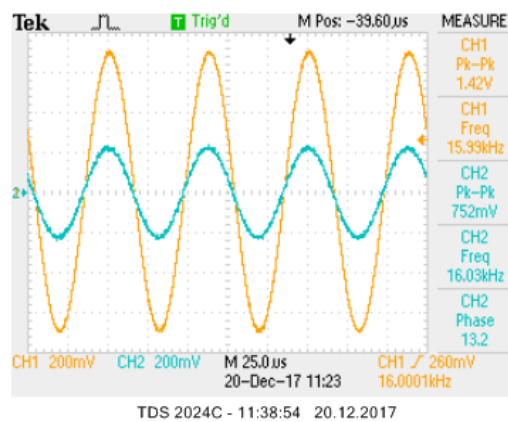 Tek Trig'd M Pos: -39.60µs MEASURE
CH1
Pk-Pk
1.42V
CH1
Freq
15.99kHz
CH2
Pk-Pk
752mV
CH2
Freq
16.03kHz
CH2
Phase
13.2
2
CH1 200mV CH2 200mV M 25.0µs CH1 260mV
20-Dec-17 11:23 16.0001kHz
TDS 2024C - 11:38:54 20.12.2017